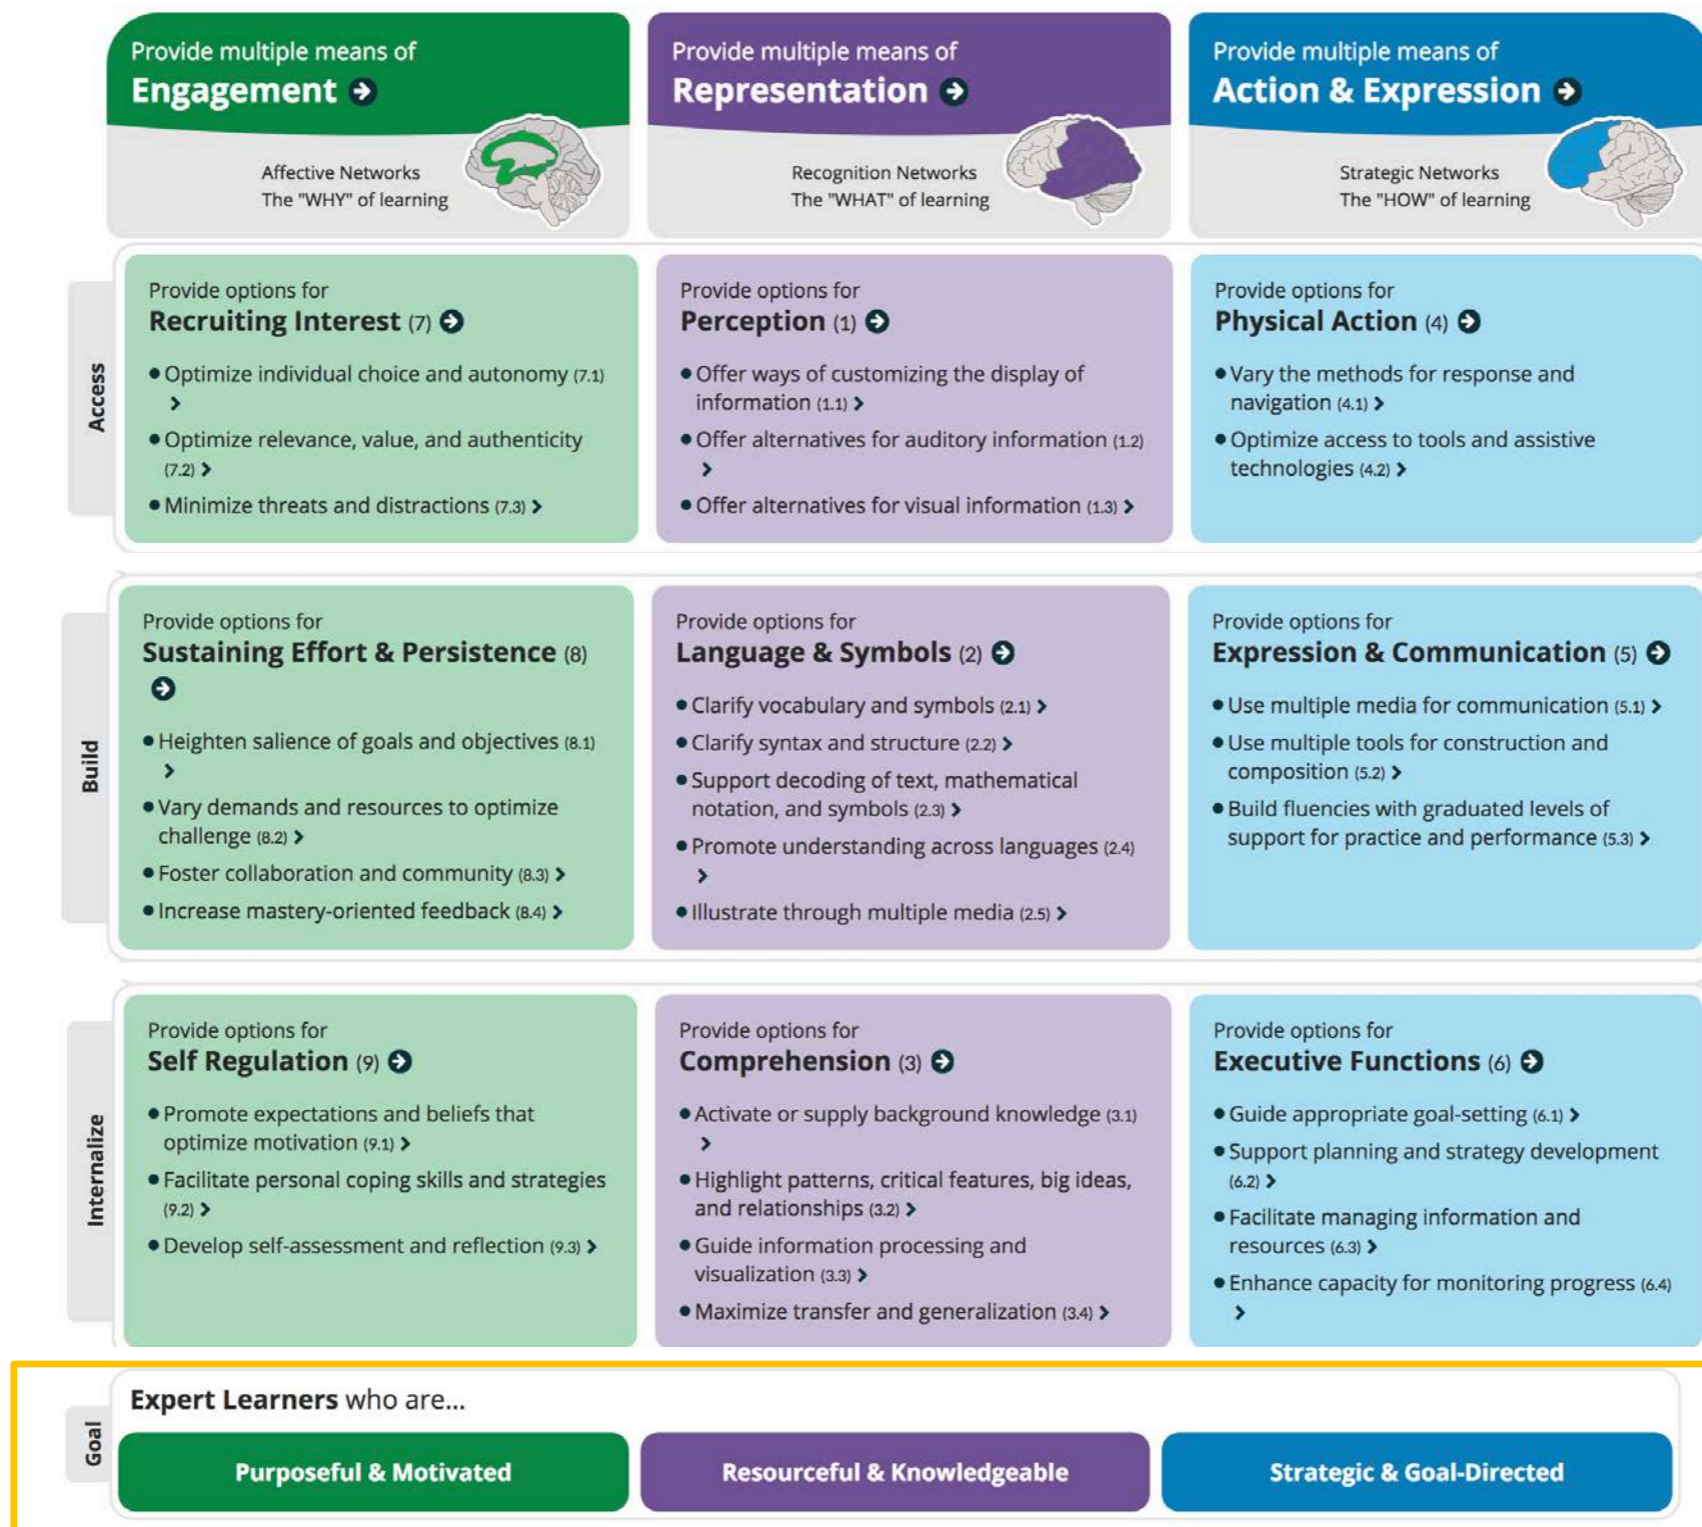 Provide multiple means of
Engagement
Affective Networks
The "WHY" of learning
Provide multiple means of
Representation
Recognition Networks
The "WHAT" of learning
Provide multiple means of
Action & Expression
Strategic Networks
The "HOW" of learning
Access
Provide options for
Recruiting Interest (7)
• Optimize individual choice and autonomy (7.1)
• Optimize relevance, value, and authenticity
(7.2)
• Minimize threats and distractions (7.3)
Provide options for
Perception (1)
• Offer ways of customizing the display of
information (1.1)
• Offer alternatives for auditory information (1.2)
• Offer alternatives for visual information (1.3)
Provide options for
Physical Action (4)
• Vary the methods for response and
navigation (4.1)
• Optimize access to tools and assistive
technologies (4.2)
Build
Provide options for
Sustaining Effort & Persistence (8)
• Heighten salience of goals and objectives (8.1)
• Vary demands and resources to optimize
challenge (8.2)
• Foster collaboration and community (8.3)
• Increase mastery-oriented feedback (8.4)
Provide options for
Language & Symbols (2)
• Clarify vocabulary and symbols (2.1)
• Clarify syntax and structure (2.2)
• Support decoding of text, mathematical
notation, and symbols (2.3)
• Promote understanding across languages (2.4)
• Illustrate through multiple media (2.5)
Provide options for
Expression & Communication (5)
• Use multiple media for communication (5.1)
• Use multiple tools for construction and
composition (5.2)
• Build fluencies with graduated levels of
support for practice and performance (5.3)
Internalize
Provide options for
Self Regulation (9)
• Promote expectations and beliefs that
optimize motivation (9.1)
• Facilitate personal coping skills and strategies
(9.2)
• Develop self-assessment and reflection (9.3)
Provide options for
Comprehension (3)
• Activate or supply background knowledge (3.1)
• Highlight patterns, critical features, big ideas,
and relationships (3.2)
• Guide information processing and
visualization (3.3)
• Maximize transfer and generalization (3.4)
Provide options for
Executive Functions (6)
• Guide appropriate goal-setting (6.1)
• Support planning and strategy development
(6.2)
• Facilitate managing information and
resources (6.3)
• Enhance capacity for monitoring progress (6.4)
Goal
Expert Learners who are...
Purposeful & Motivated
Resourceful & Knowledgeable
Strategic & Goal-Directed